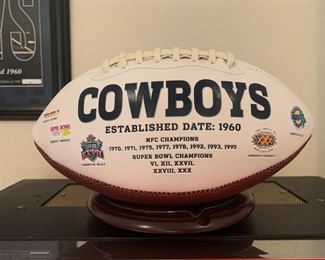 COWBOYS
ESTABLISHED DATE: 1960
NFC CHAMPIONS
1970, 1971, 1975, 1977, 1978, 1992, 1993, 1995
SUPER BOWL CHAMPIONS
VI, XII, XXVII,
XXVIII, XXX
d 1960